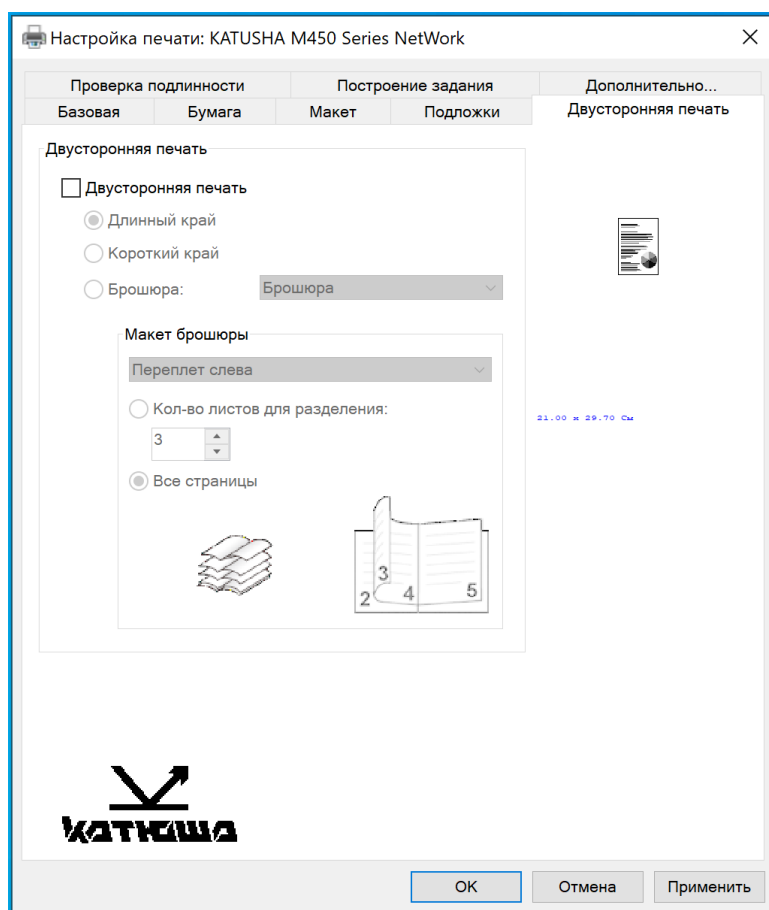 Настройка печати: KATUSHA M450 Series NetWork
Проверка подлинности Построение задания Дополнительно...
Базовая Бумага Макет Подложки Двусторонняя печать
Двусторонняя печать
Двусторонняя печать
Длинный край
Короткий край
Брошюра: Брошюра
Макет брошюры
Переплет слева
Кол-во листов для разделения:
21.00 x 29.70 См
3
Все страницы
3
2 4 5
катюша
OK Отмена Применить